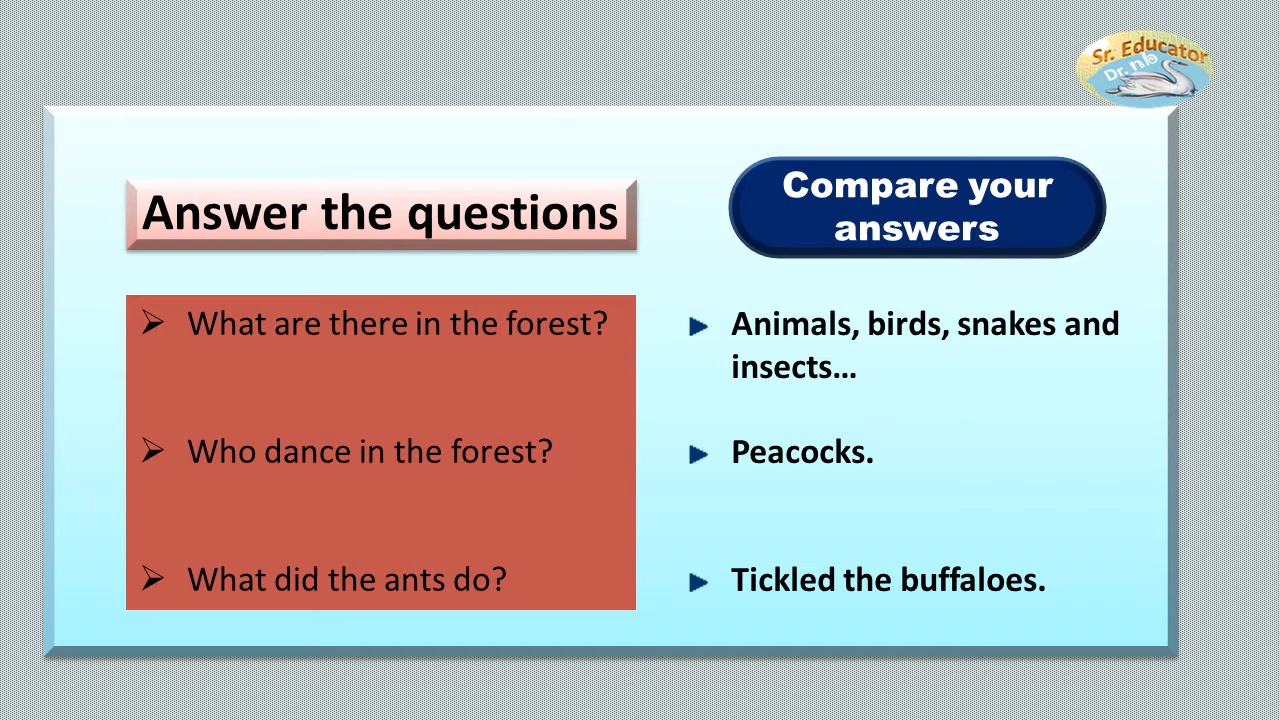 Sr. Educator
Dr. nb
Answer the questions
Compare your
answers
➢ What are there in the forest?
➢ Who dance in the forest?
➢ What did the ants do?
► Animals, birds, snakes and
insects...
► Peacocks.
► Tickled the buffaloes.